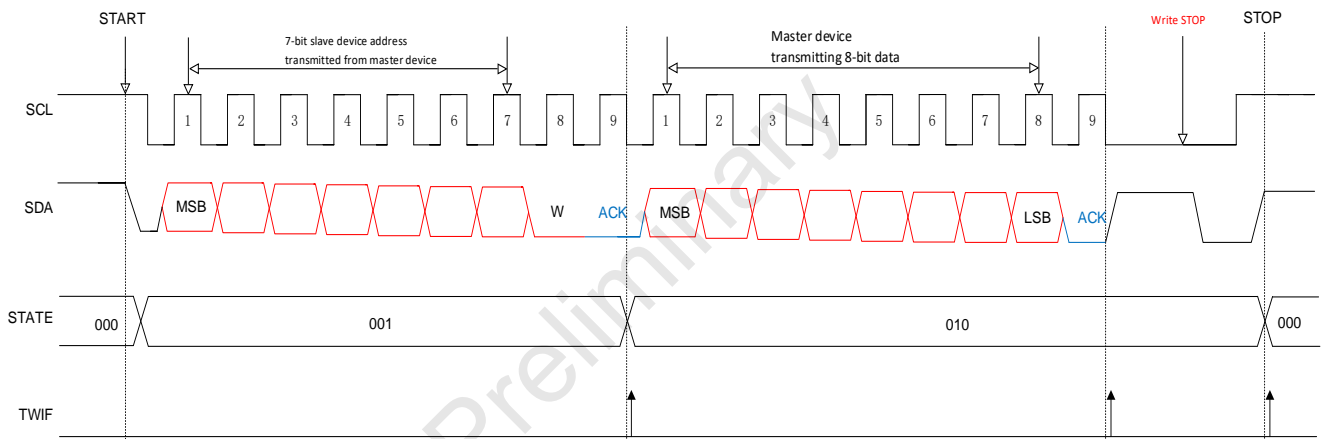 START
STOP
Write STOP
7-bit slave device address
transmitted from master device
Master device
transmitting 8-bit data
SCL
1 2 3 4 5 6 7 8 9 1 2 3 4 5 6 7 8 9
SDA
MSB W ACK MSB LSB ACK
STATE
000 001 010 000
TWIF
Preliminary